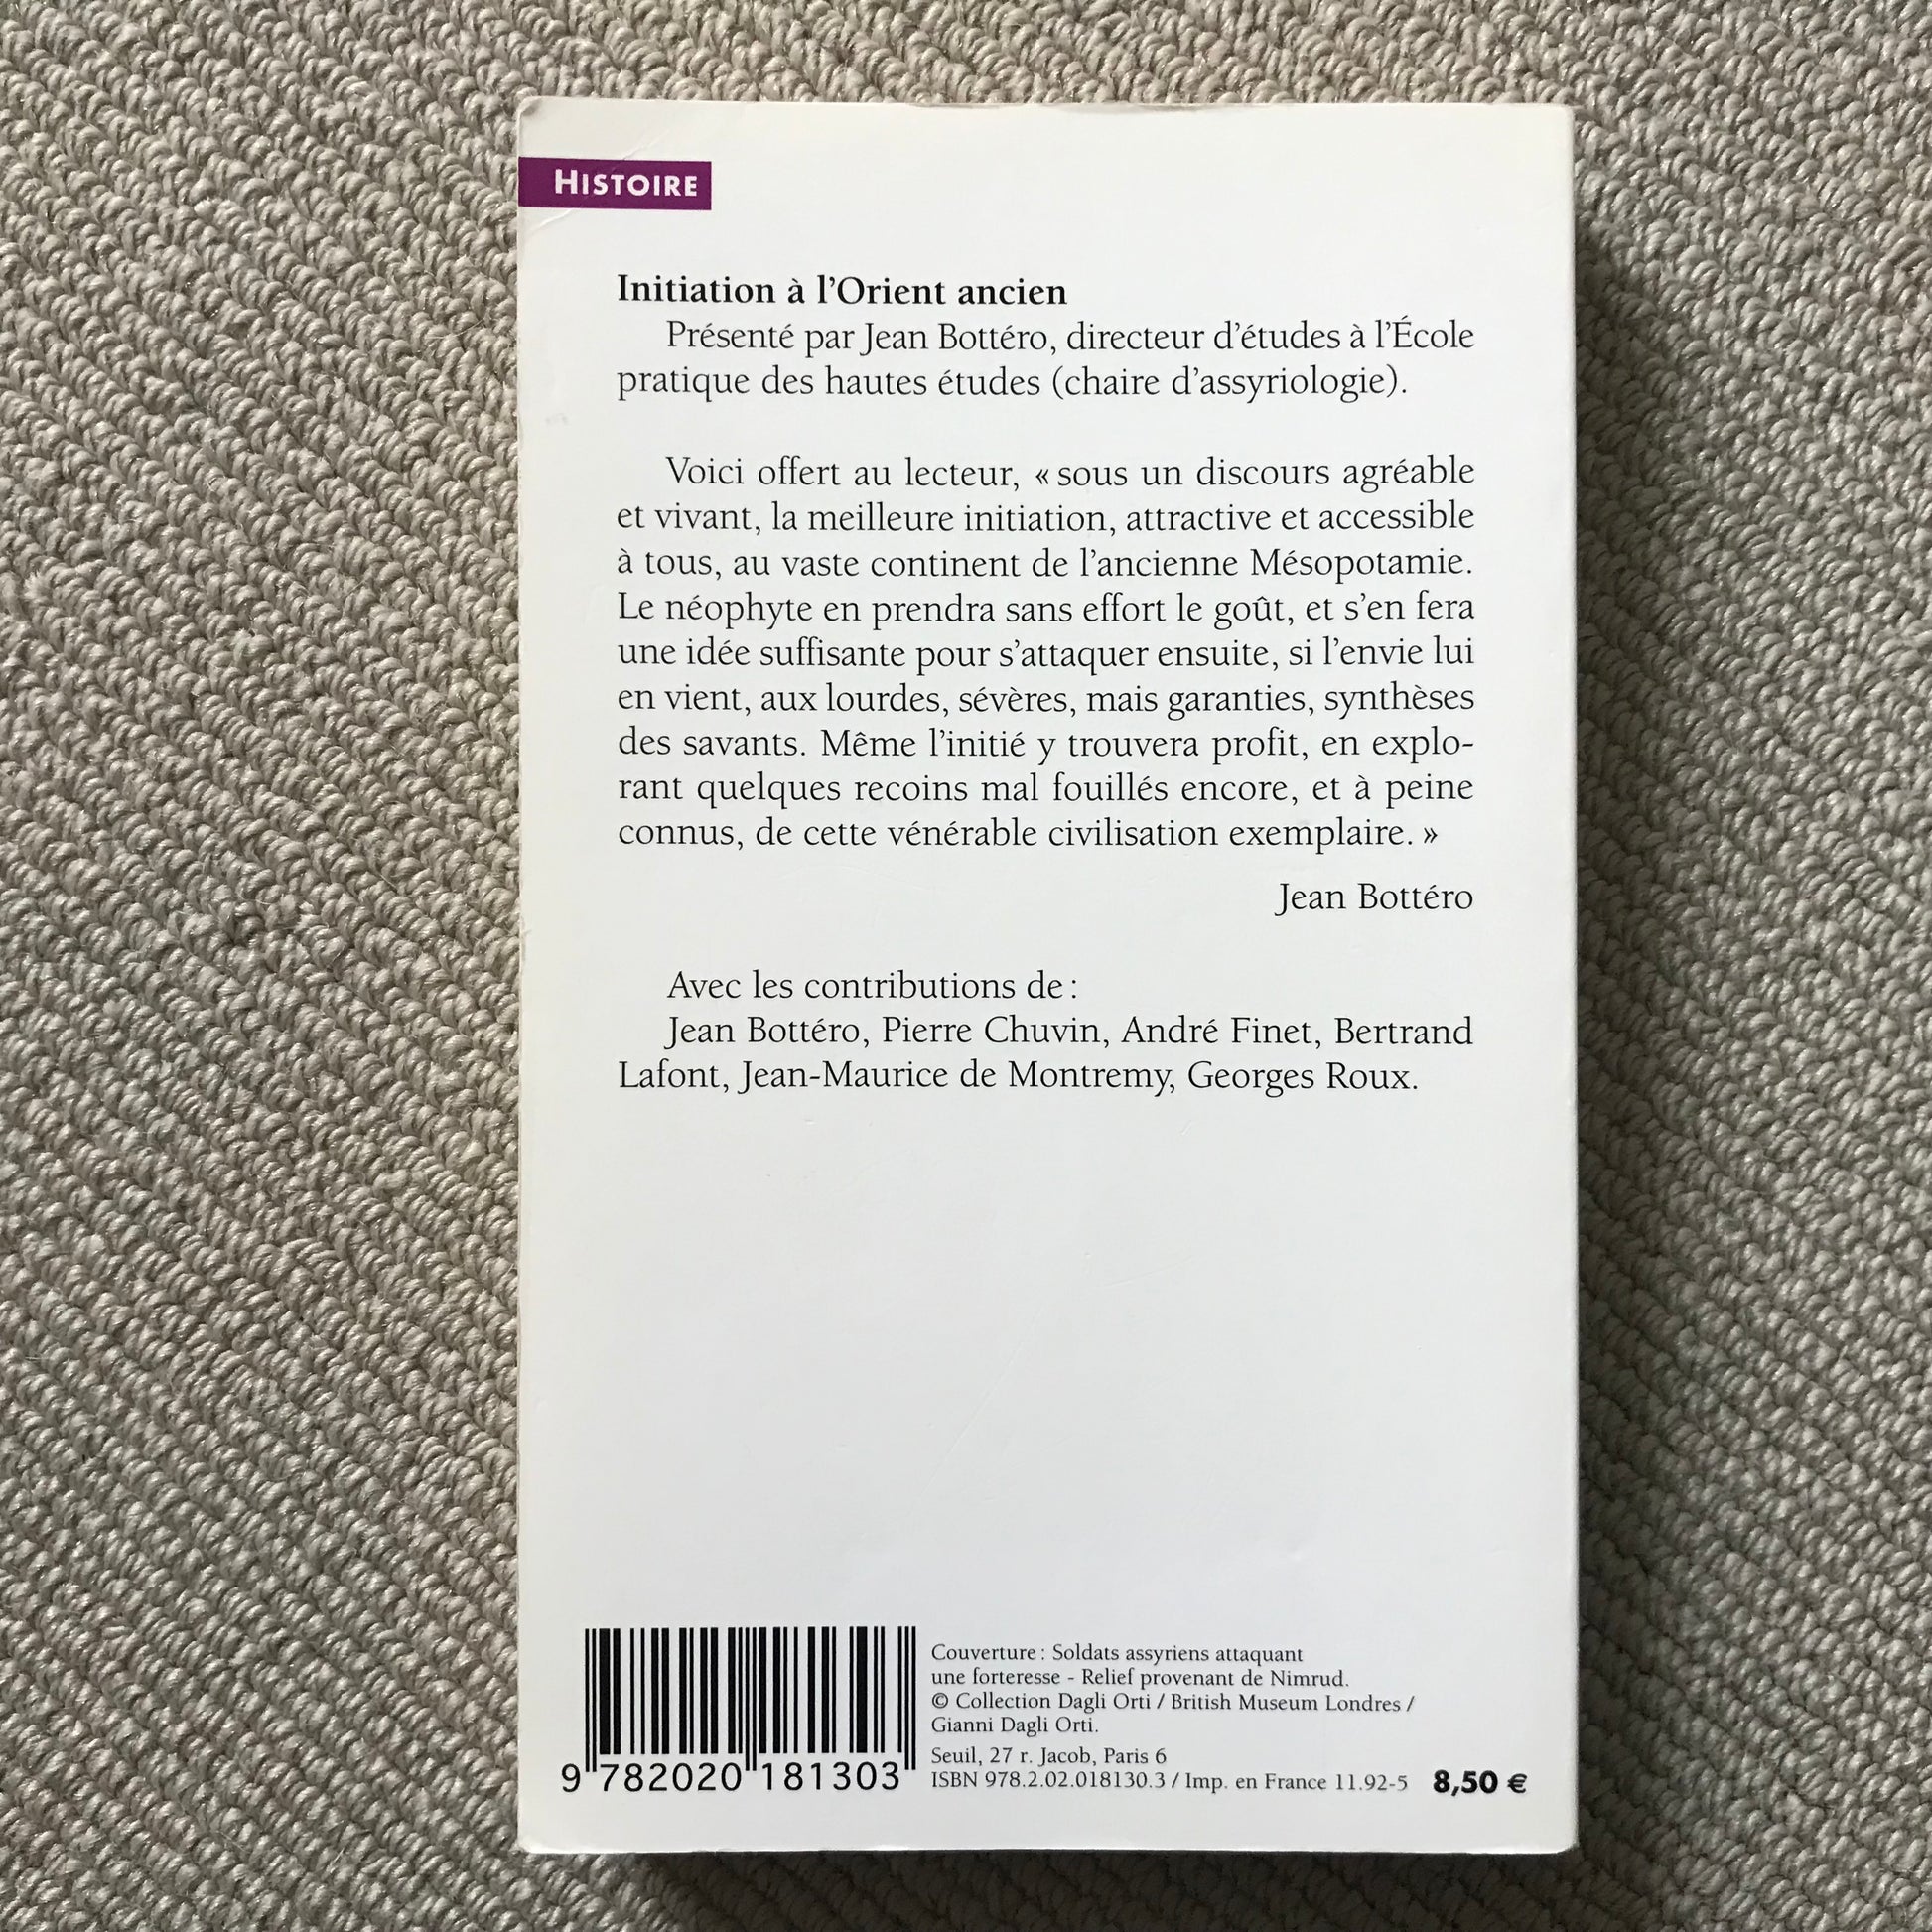 HISTOIRE
Initiation à l'Orient ancien
Présenté par Jean Bottéro, directeur d'études à l'École
pratique des hautes études (chaire d'assyriologie).
Voici offert au lecteur, « sous un discours agréable
et vivant, la meilleure initiation, attractive et accessible
à tous, au vaste continent de l'ancienne Mésopotamie.
Le néophyte en prendra sans effort le goût, et s'en fera
une idée suffisante pour s'attaquer ensuite, si l'envie lui
en vient, aux lourdes, sévères, mais garanties, synthèses
des savants. Même l'initié y trouvera profit, en explo-
rant quelques recoins mal fouillés encore, et à peine
connus, de cette vénérable civilisation exemplaire. »
Jean Bottéro
Avec les contributions de :
Jean Bottéro, Pierre Chuvin, André Finet, Bertrand
Lafont, Jean-Maurice de Montremy, Georges Roux.
Couverture : Soldats assyriens attaquant
une forteresse - Relief provenant de Nimrud.
© Collection Dagli Orti / British Museum Londres /
Gianni Dagli Orti.
Seuil, 27 r. Jacob, Paris 6
ISBN 978.2.02.018130.3 / Imp. en France 11.92-5 8,50 €
9 782020 181303